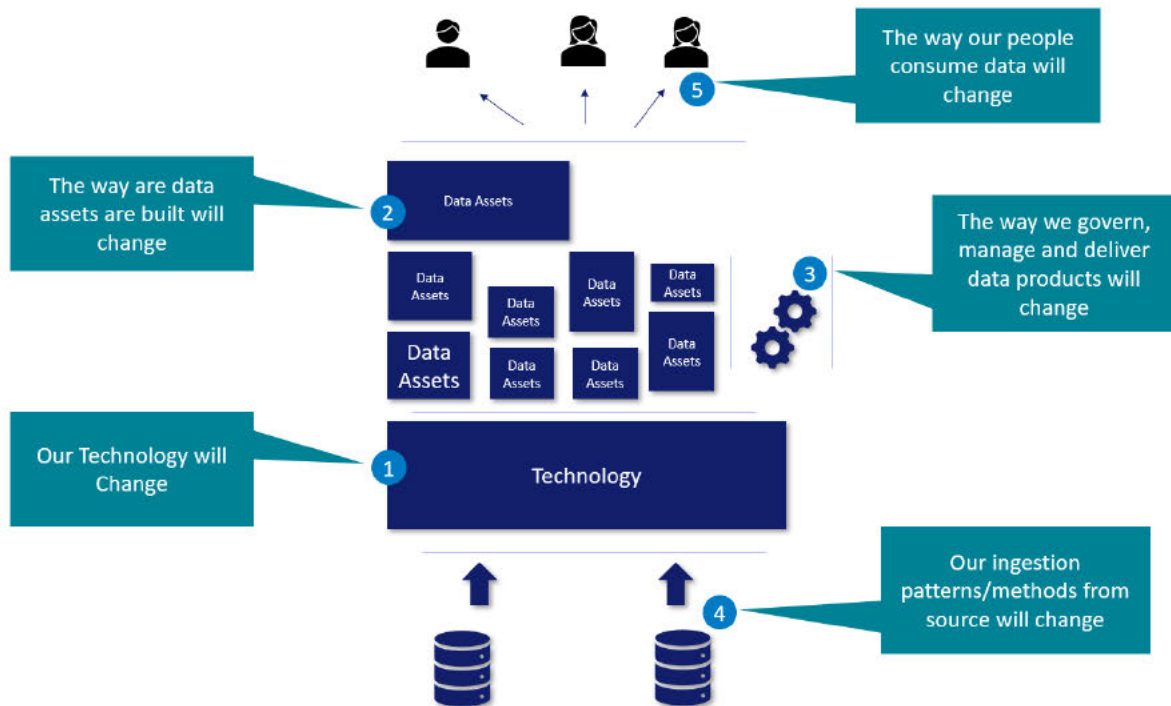 The way our people
consume data will
change
5
The way are data
assets are built will
change
2
Data Assets
The way we govern,
manage and deliver
data products will
change
3
Data
Assets
Data
Assets
Data
Assets
Data
Assets
Data
Assets
Data
Assets
Data
Assets
Data
Assets
Our Technology will
Change
1
Technology
Our ingestion
patterns/methods from
source will change
4